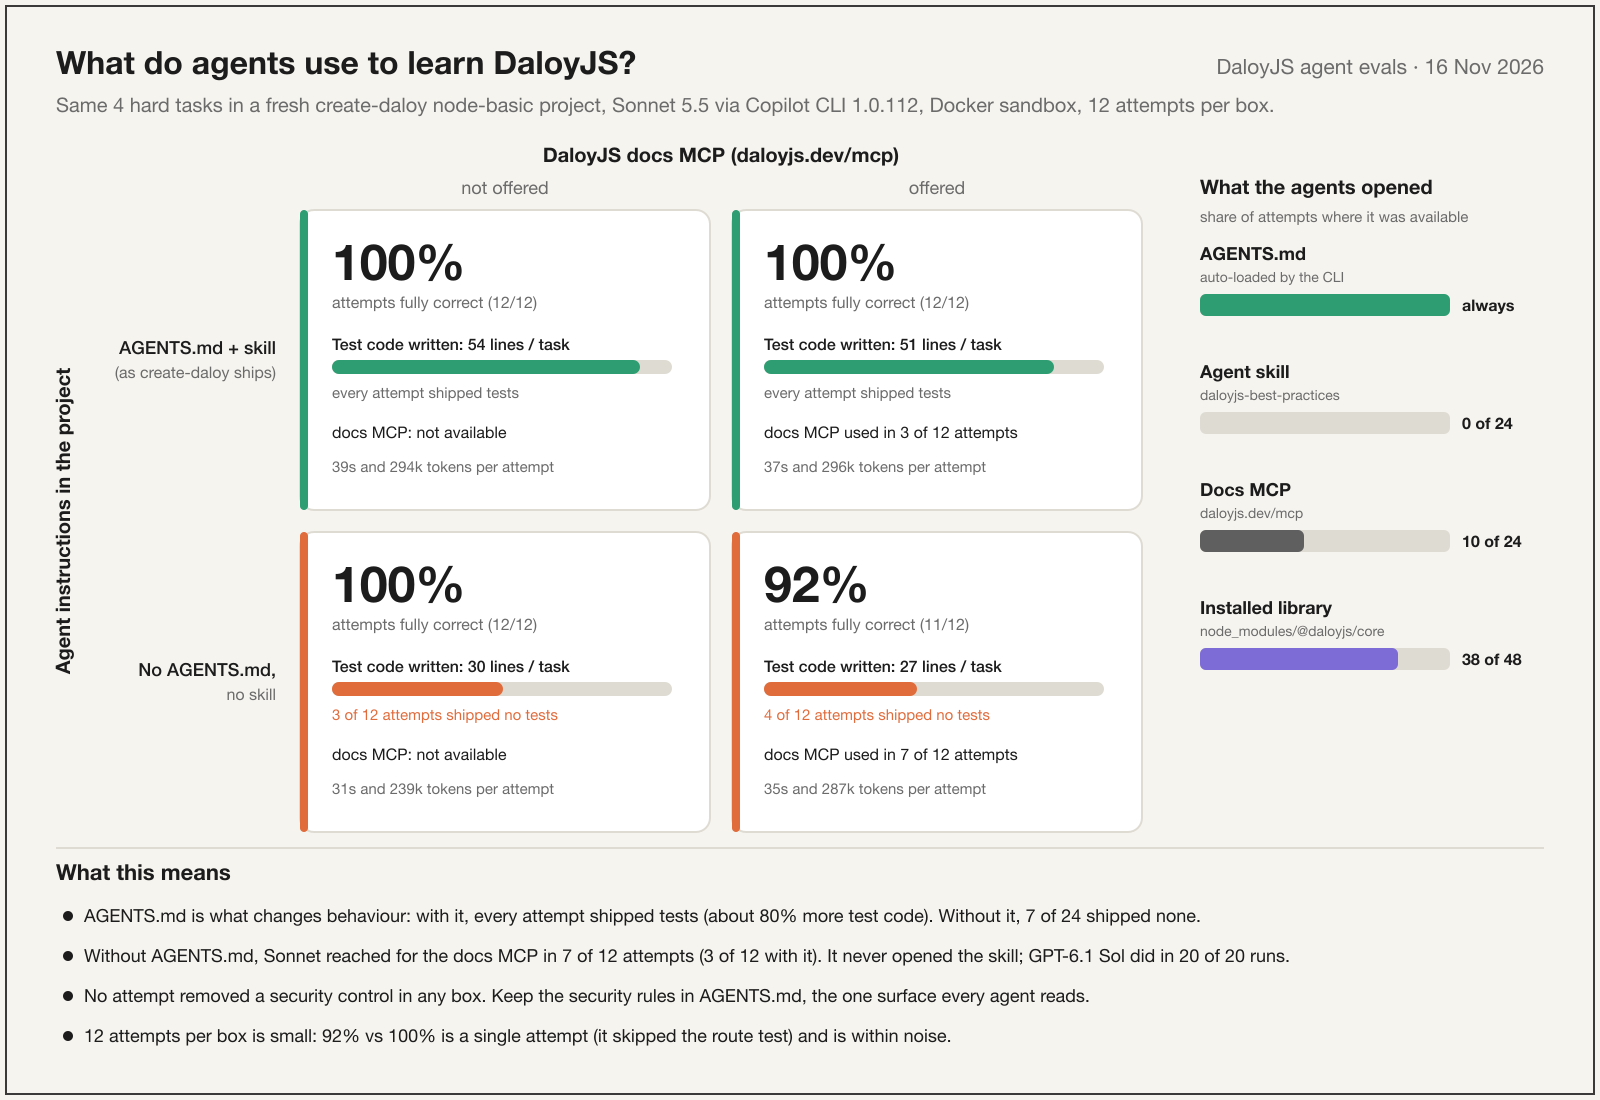 What do agents use to learn DaloyJS?
DaloyJS agent evals · 16 Nov 2026
Same 4 hard tasks in a fresh create-daloy node-basic project, Sonnet 5.5 via Copilot CLI 1.0.112, Docker sandbox, 12 attempts per box.
DaloyJS docs MCP (daloyjs.dev/mcp)
not offered
offered
Agent instructions in the project
AGENTS.md + skill
(as create-daloy ships)
100%
attempts fully correct (12/12)
Test code written: 54 lines / task
every attempt shipped tests
docs MCP: not available
39s and 294k tokens per attempt
100%
attempts fully correct (12/12)
Test code written: 51 lines / task
every attempt shipped tests
docs MCP used in 3 of 12 attempts
37s and 296k tokens per attempt
No AGENTS.md,
no skill
100%
attempts fully correct (12/12)
Test code written: 30 lines / task
3 of 12 attempts shipped no tests
docs MCP: not available
31s and 239k tokens per attempt
92%
attempts fully correct (11/12)
Test code written: 27 lines / task
4 of 12 attempts shipped no tests
docs MCP used in 7 of 12 attempts
35s and 287k tokens per attempt
What the agents opened
share of attempts where it was available
AGENTS.md
auto-loaded by the CLI
always
Agent skill
daloyjs-best-practices
0 of 24
Docs MCP
daloyjs.dev/mcp
10 of 24
Installed library
node_modules/@daloyjs/core
38 of 48
What this means
● AGENTS.md is what changes behaviour: with it, every attempt shipped tests (about 80% more test code). Without it, 7 of 24 shipped none.
● Without AGENTS.md, Sonnet reached for the docs MCP in 7 of 12 attempts (3 of 12 with it). It never opened the skill; GPT-6.1 Sol did in 20 of 20 runs.
● No attempt removed a security control in any box. Keep the security rules in AGENTS.md, the one surface every agent reads.
● 12 attempts per box is small: 92% vs 100% is a single attempt (it skipped the route test) and is within noise.